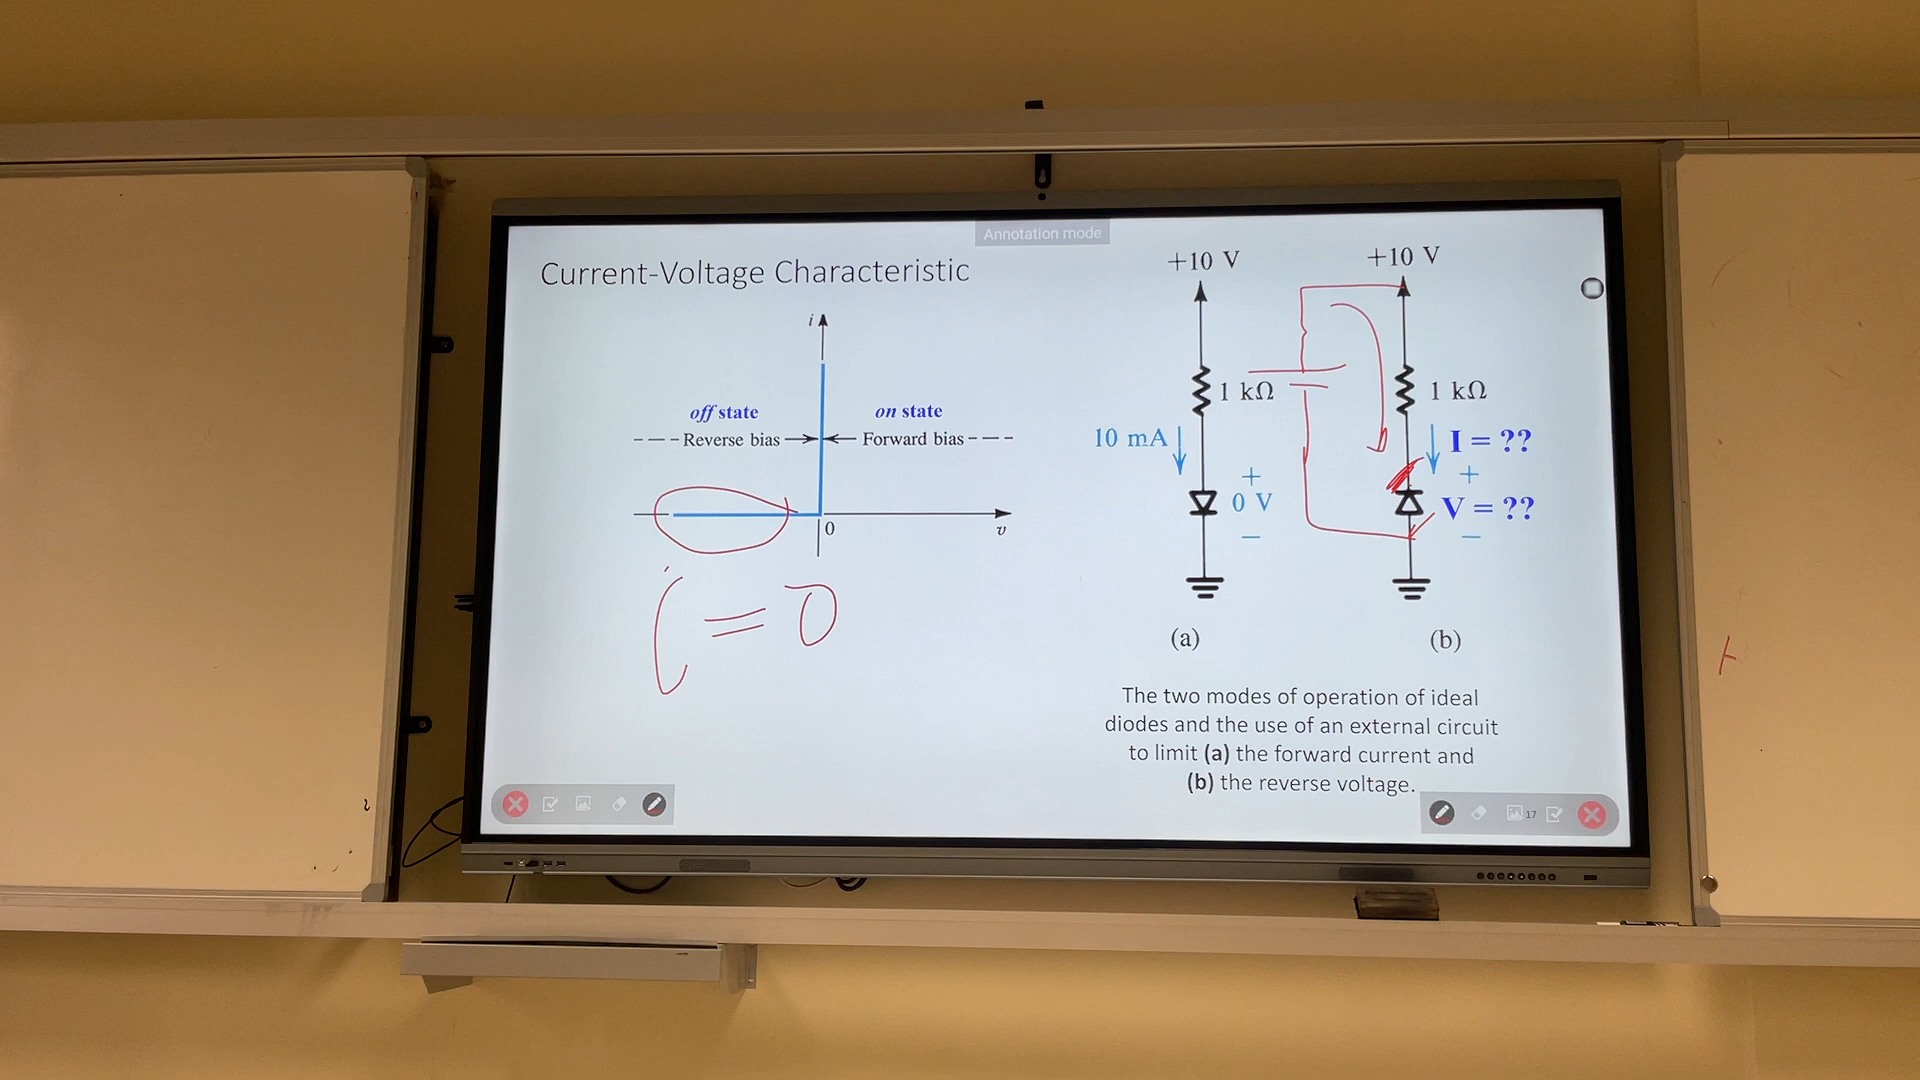 Annotation mode
Current-Voltage Characteristic
i
off state
on state
Reverse bias
Forward bias
0
v
i = 0
+10 V
+10 V
1 kΩ
1 kΩ
10 mA
I = ??
+
+
0 V
V = ??
−
−
(a)
(b)
The two modes of operation of ideal
diodes and the use of an external circuit
to limit (a) the forward current and
(b) the reverse voltage.
17